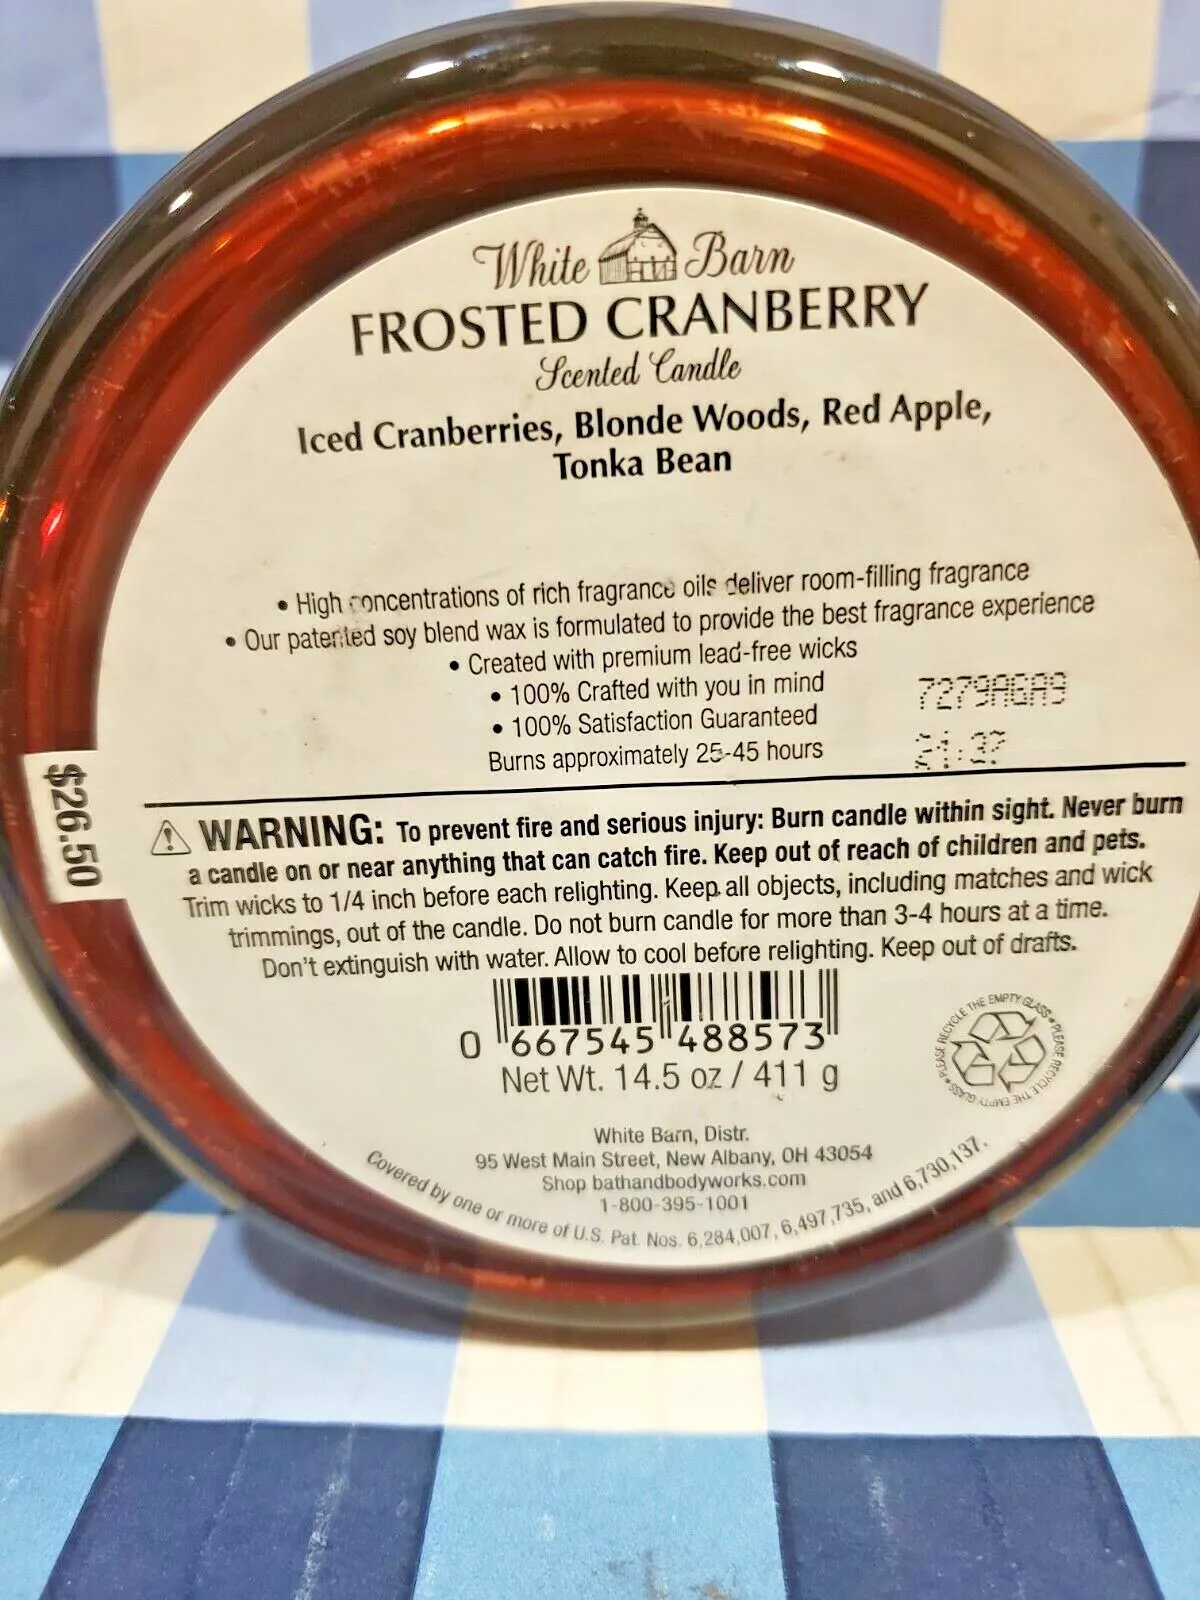 White Barn
FROSTED CRANBERRY
Scented Candle
Iced Cranberries, Blonde Woods, Red Apple,
Tonka Bean
• High concentrations of rich fragrance oils deliver room-filling fragrance
• Our patented soy blend wax is formulated to provide the best fragrance experience
• Created with premium lead-free wicks
• 100% Crafted with you in mind
• 100% Satisfaction Guaranteed
Burns approximately 25-45 hours
7279AGA9
21:37
$26.50
⚠ WARNING: To prevent fire and serious injury: Burn candle within sight. Never burn
a candle on or near anything that can catch fire. Keep out of reach of children and pets.
Trim wicks to 1/4 inch before each relighting. Keep all objects, including matches and wick
trimmings, out of the candle. Do not burn candle for more than 3-4 hours at a time.
Don't extinguish with water. Allow to cool before relighting. Keep out of drafts.
0 667545 488573
Net Wt. 14.5 oz / 411 g
• PLEASE RECYCLE THE EMPTY GLASS • PLEASE RECYCLE THE EMPTY GLASS
White Barn, Distr.
95 West Main Street, New Albany, OH 43054
Shop bathandbodyworks.com
1-800-395-1001
Covered by one or more of U.S. Pat. Nos. 6,284,007, 6,497,735, and 6,730,137.